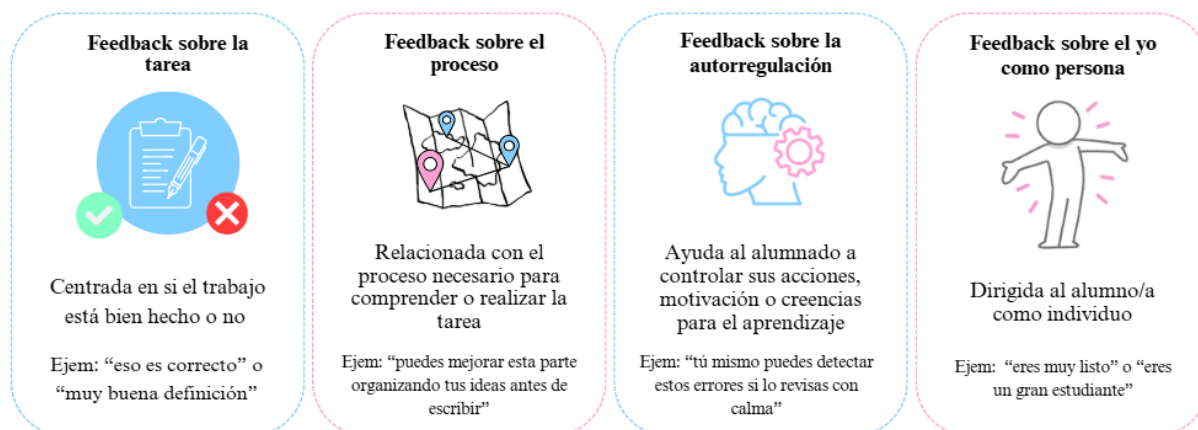 Feedback sobre la
tarea
Centrada en si el trabajo
está bien hecho o no
Ejem: “eso es correcto” o
“muy buena definición”
Feedback sobre el
proceso
Relacionada con el
proceso necesario para
comprender o realizar la
tarea
Ejem: “puedes mejorar esta parte
organizando tus ideas antes de
escribir”
Feedback sobre la
autorregulación
Ayuda al alumnado a
controlar sus acciones,
motivación o creencias
para el aprendizaje
Ejem: “tú mismo puedes detectar
estos errores si lo revisas con
calma”
Feedback sobre el yo
como persona
Dirigida al alumno/a
como individuo
Ejem: “eres muy listo” o “eres
un gran estudiante”